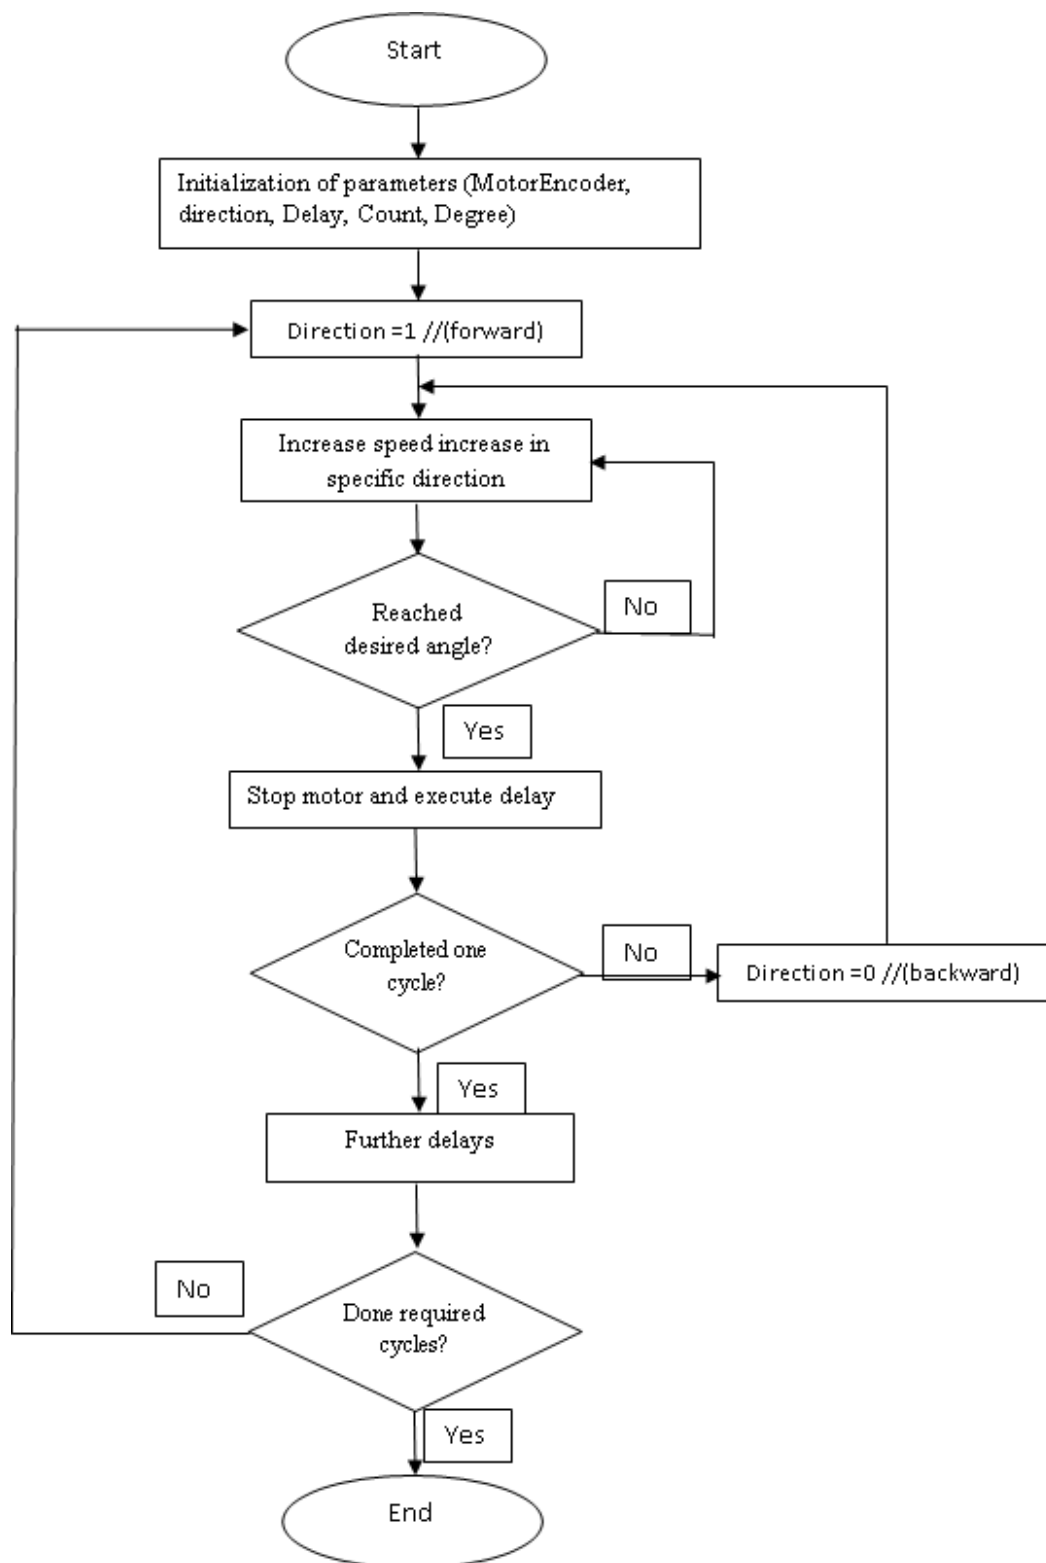 Start
Initialization of parameters (MotorEncoder,
direction, Delay, Count, Degree)
Direction =1 //(forward)
Increase speed increase in
specific direction
Reached
desired angle?
No
Yes
Stop motor and execute delay
Completed one
cycle?
No
Direction =0 //(backward)
Yes
Further delays
No
Done required
cycles?
Yes
End